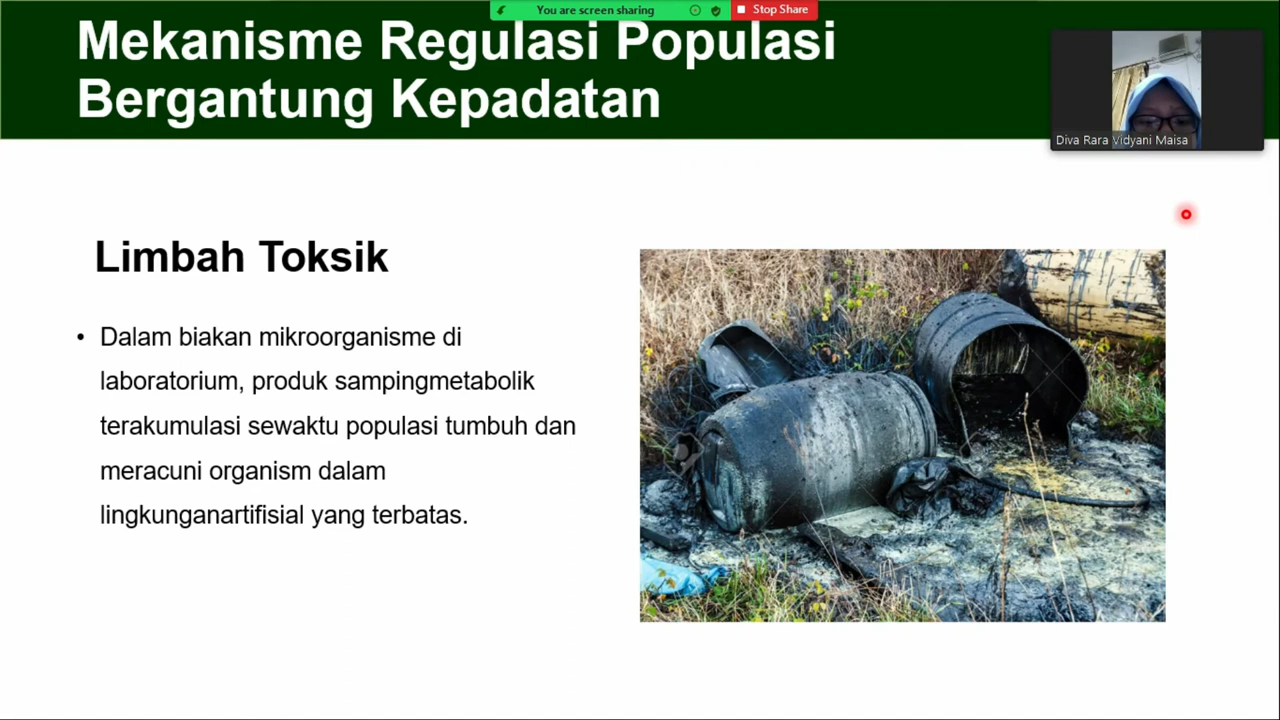 You are screen sharing
Stop Share
Mekanisme Regulasi Populasi
Bergantung Kepadatan
Diva Rara Vidyani Maisa
Limbah Toksik
• Dalam biakan mikroorganisme di
laboratorium, produk sampingmetabolik
terakumulasi sewaktu populasi tumbuh dan
meracuni organism dalam
lingkunganartifisial yang terbatas.